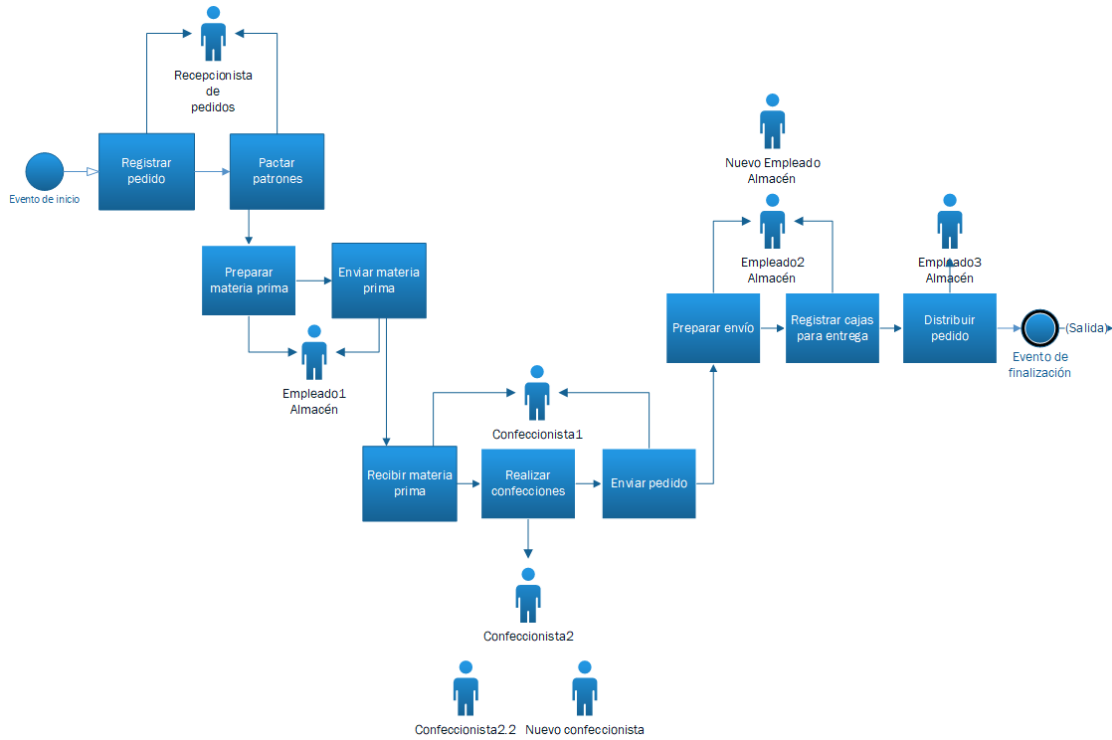 Recepcionista
de
pedidos
Registrar
pedido
Pactar
patrones
Evento de inicio
Preparar
materia prima
Enviar materia
prima
Empleado1
Almacén
Recibir materia
prima
Realizar
confecciones
Enviar pedido
Confeccionista1
Confeccionista2
Confeccionista2.2
Nuevo confeccionista
Nuevo Empleado
Almacén
Empleado2
Almacén
Empleado3
Almacén
Preparar envío
Registrar cajas
para entrega
Distribuir
pedido
(Salida)
Evento de
finalización